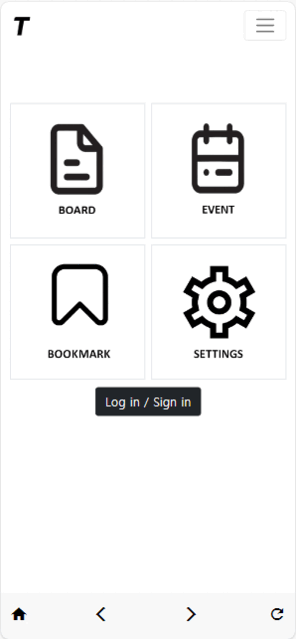 T
BOARD
EVENT
BOOKMARK
SETTINGS
Log in / Sign in